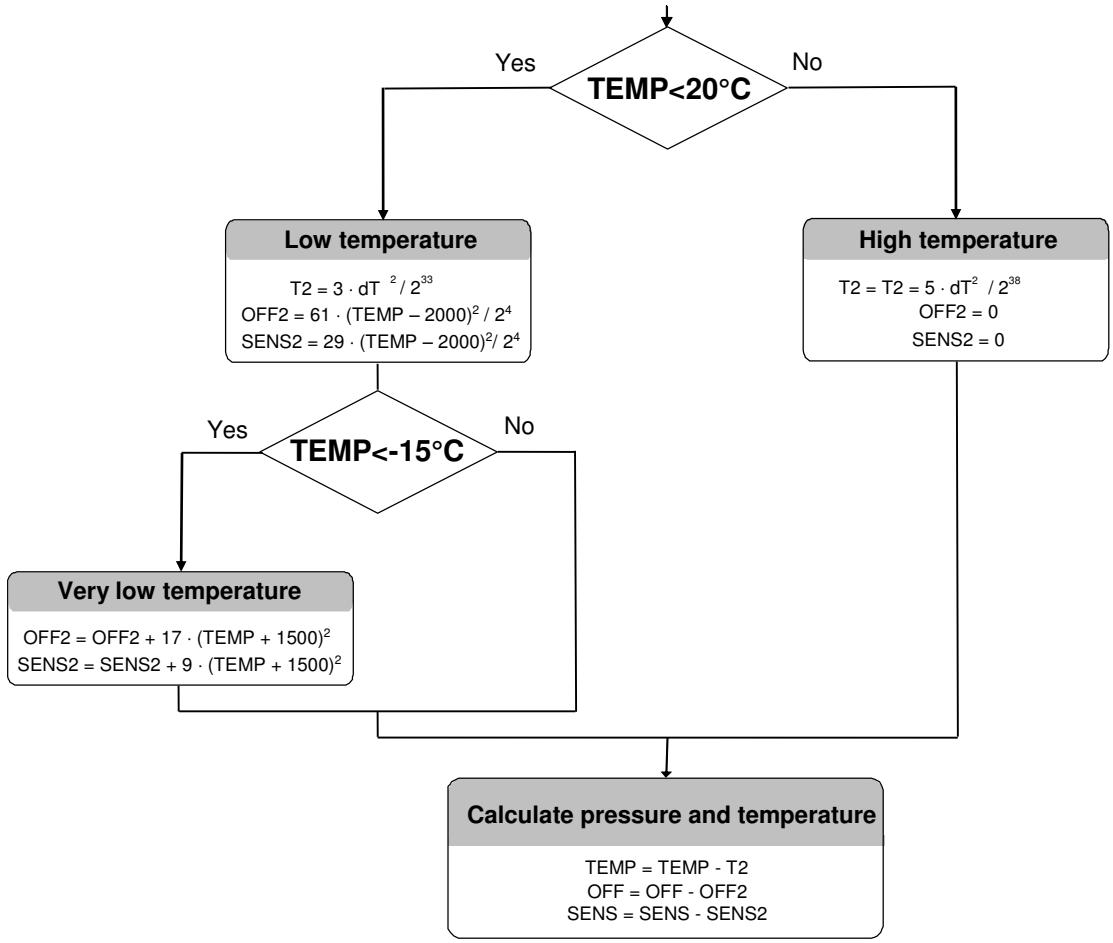 Yes
TEMP<20°C
No
Low temperature
T2 = 3 · dT ² / 2³³
OFF2 = 61 · (TEMP – 2000)² / 2⁴
SENS2 = 29 · (TEMP – 2000)²/ 2⁴
High temperature
T2 = T2 = 5 · dT² / 2³⁸
OFF2 = 0
SENS2 = 0
Yes
TEMP<-15°C
No
Very low temperature
OFF2 = OFF2 + 17 · (TEMP + 1500)²
SENS2 = SENS2 + 9 · (TEMP + 1500)²
Calculate pressure and temperature
TEMP = TEMP - T2
OFF = OFF - OFF2
SENS = SENS - SENS2